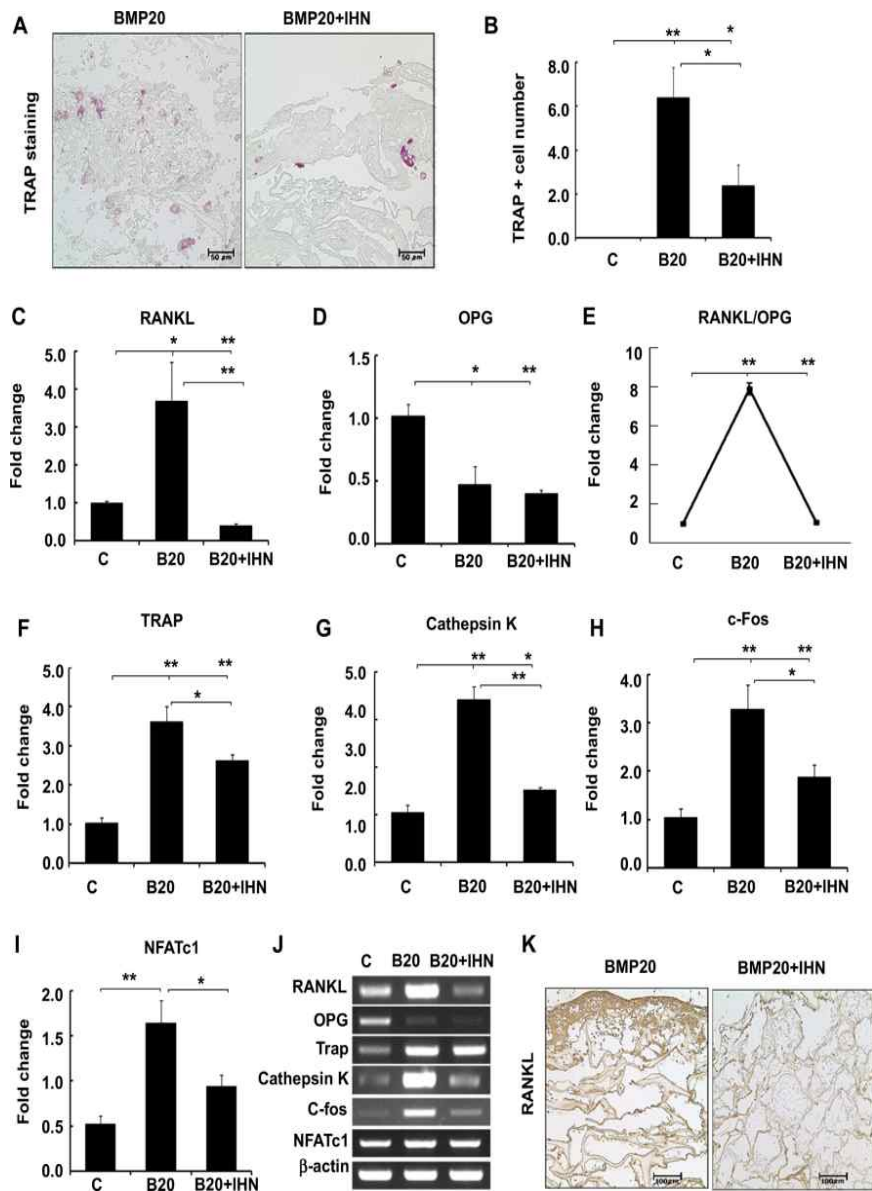 A
BMP20
BMP20+IHN
TRAP staining
50 µm
50 µm
B
**
*
*
TRAP + cell number
8.0
6.0
4.0
2.0
0.0
C
B20
B20+IHN
C
RANKL
*
**
**
Fold change
5.0
4.0
3.0
2.0
1.0
0.0
C
B20
B20+IHN
D
OPG
*
**
Fold change
1.5
1.0
0.5
0.0
C
B20
B20+IHN
E
RANKL/OPG
**
**
Fold change
10
8
6
4
2
0
C
B20
B20+IHN
F
TRAP
**
**
*
Fold change
5.0
4.0
3.0
2.0
1.0
0.0
C
B20
B20+IHN
G
Cathepsin K
**
*
**
Fold change
4.0
3.0
2.0
1.0
0.0
C
B20
B20+IHN
H
c-Fos
**
**
*
Fold change
4.0
3.0
2.0
1.0
0.0
C
B20
B20+IHN
I
NFATc1
**
*
Fold change
2.0
1.5
1.0
0.5
0.0
C
B20
B20+IHN
J
C B20 B20+IHN
RANKL
OPG
Trap
Cathepsin K
C-fos
NFATc1
β-actin
K
BMP20
BMP20+IHN
RANKL
100µm
100µm